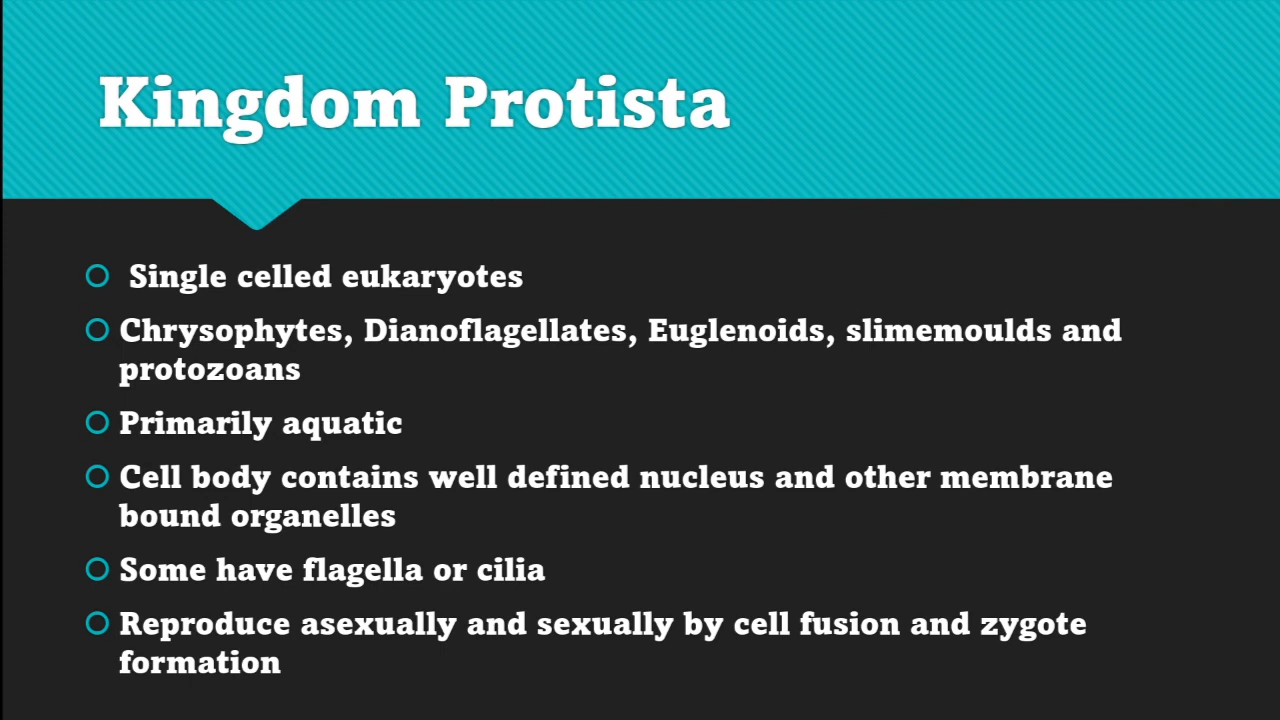 Kingdom Protista
Single celled eukaryotes
Chrysophytes, Dianoflagellates, Euglenoids, slimemoulds and
protozoans
Primarily aquatic
Cell body contains well defined nucleus and other membrane
bound organelles
Some have flagella or cilia
Reproduce asexually and sexually by cell fusion and zygote
formation